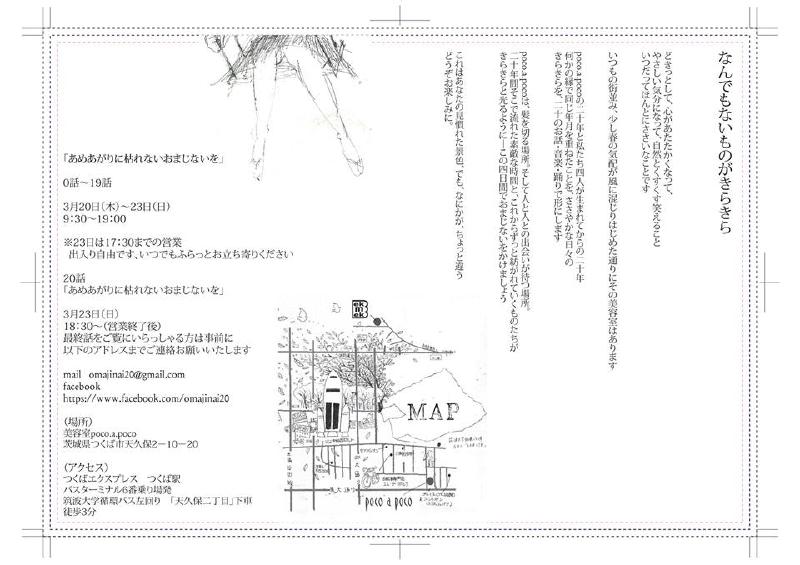 なんでもないものがきらきら
どきっとして、心があたたかくなって、
やさしい気分になって、自然とくすくす笑えること
いつだってほんとにささいなことです
いつもの街並み、少し春の気配が風に混じりはじめた通りにその美容室はあります
poco.a.pocoの二十年と私たち四人が生まれてからの二十年
何かの縁で同じ年月を重ねたことを、ささやかな日々の
きらきらを、二十のお話・音楽・踊りで形にします
poco.a.pocoは、髪を切る場所。そして人と人との出会いが待つ場所。
二十年間そこで流れた素敵な時間と、これからずっと紡がれていくものたちが
きらきらと光るように―この四日間でおまじないをかけましょう
これはあなたの見慣れた景色。でも、なにかが、ちょっと違う
どうぞお楽しみに。
「あめあがりに枯れないおまじないを」
0話〜19話
3月20日(木)〜23日(日)
9:30〜19:00
※23日は17:30までの営業
出入り自由です、いつでもふらっとお立ち寄りください
20話
「あめあがりに枯れないおまじないを」
3月23日(日)
18:30〜(営業終了後)
最終話をご覧にいらっしゃる方は事前に
以下のアドレスまでご連絡お願いいたします
mail omajinai20@gmail.com
facebook
https://www.facebook.com/omajinai20
(場所)
美容室poco.a.poco
茨城県つくば市天久保2−10−20
(アクセス)
つくばエクスプレス つくば駅
バスターミナル6番乗り場発
筑波大学循環バス左回り 「天久保二丁目」下車
徒歩3分
MAP
poco a poco